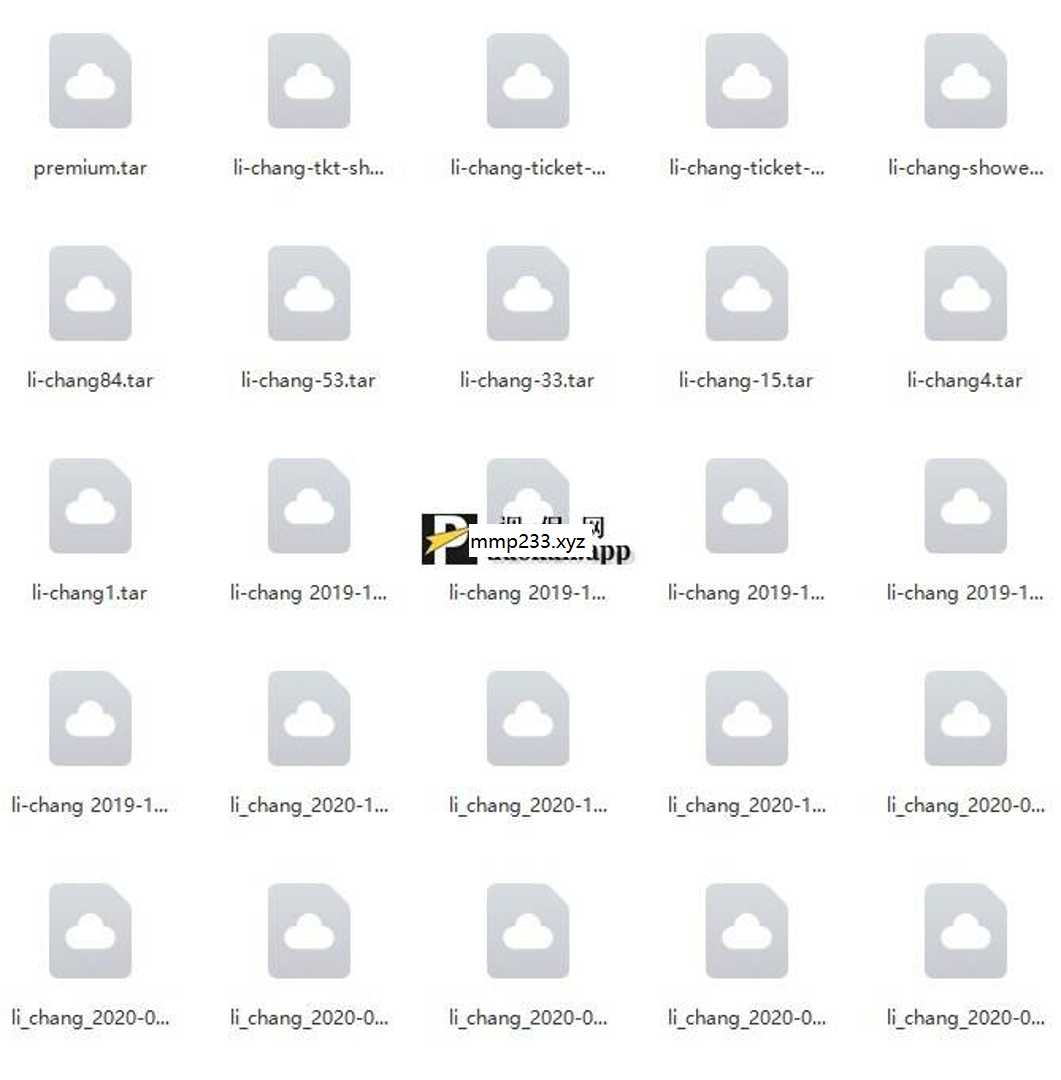 premium.tar
li-chang-tkt-sh...
li-chang-ticket-...
li-chang-ticket-...
li-chang-showe...
li-chang84.tar
li-chang-53.tar
li-chang-33.tar
li-chang-15.tar
li-chang4.tar
mmp233.xyz
li-chang1.tar
li-chang 2019-1...
li-chang 2019-1...
li-chang 2019-1...
li-chang 2019-1...
li-chang 2019-1...
li_chang_2020-1...
li_chang_2020-1...
li_chang_2020-1...
li_chang_2020-0...
li_chang_2020-0...
li_chang_2020-0...
li_chang_2020-0...
li_chang_2020-0...
li_chang_2020-0...